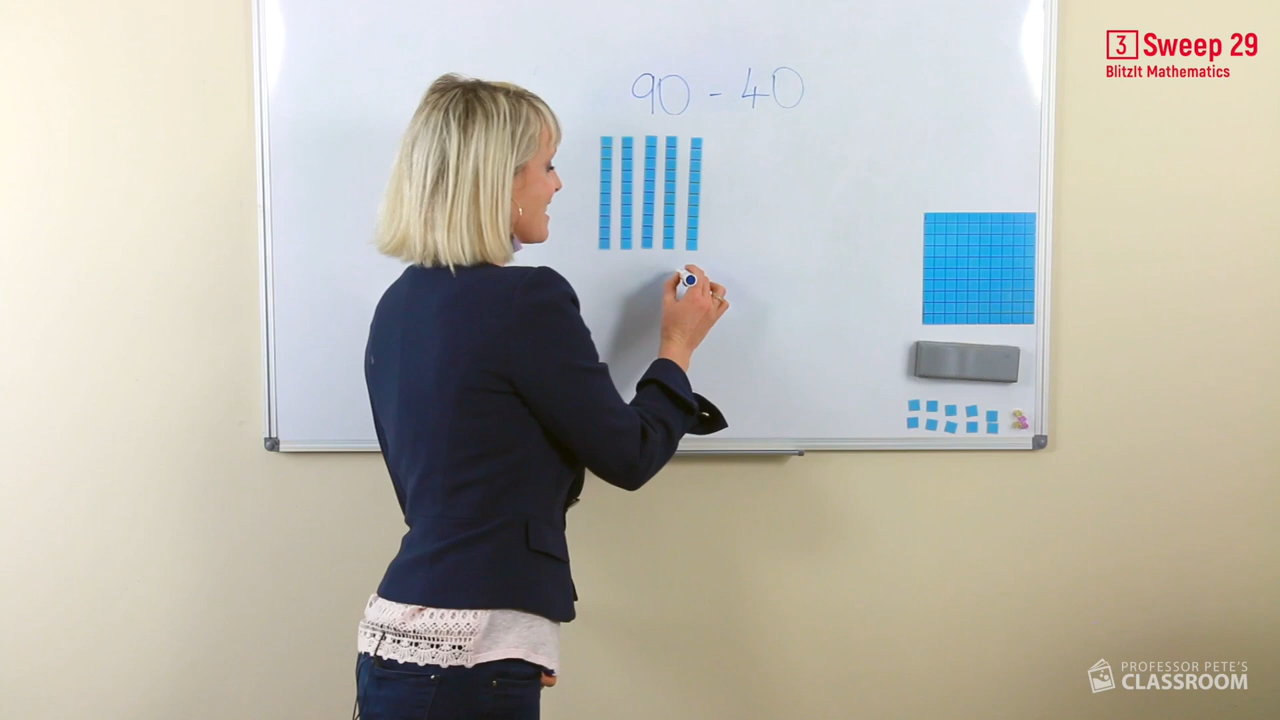 90 - 40
3 Sweep 29
BlitzIt Mathematics
PROFESSOR PETE'S
CLASSROOM